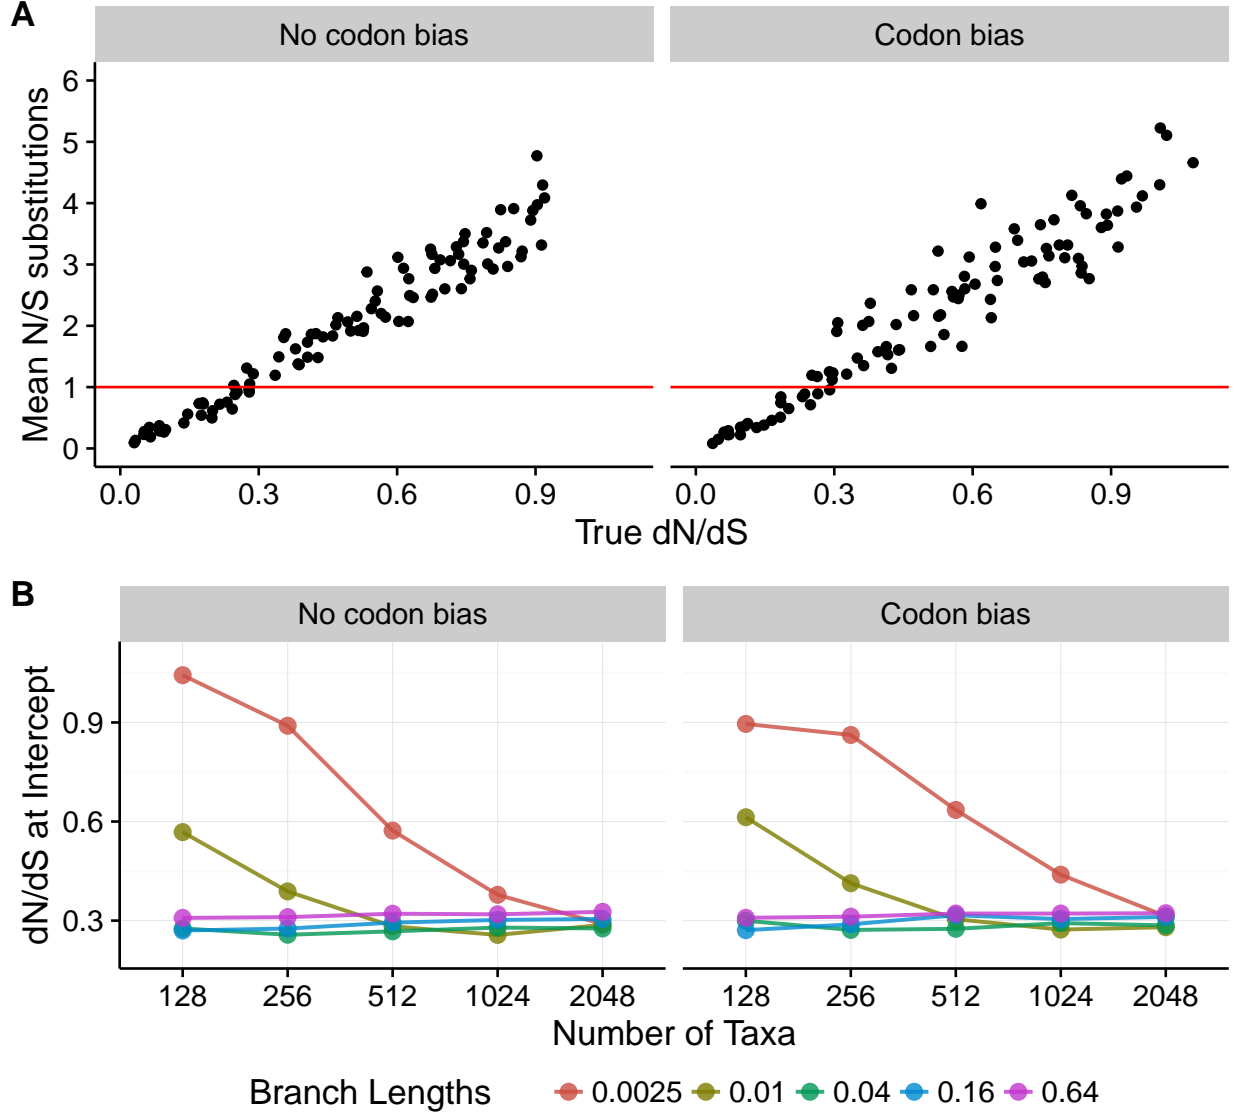 A
No codon bias
Codon bias
Mean N/S substitutions
6
5
4
3
2
1
0
0.0 0.3 0.6 0.9
0.0 0.3 0.6 0.9
True dN/dS
B
No codon bias
Codon bias
dN/dS at Intercept
0.9
0.6
0.3
128 256 512 1024 2048
128 256 512 1024 2048
Number of Taxa
Branch Lengths 0.0025 0.01 0.04 0.16 0.64